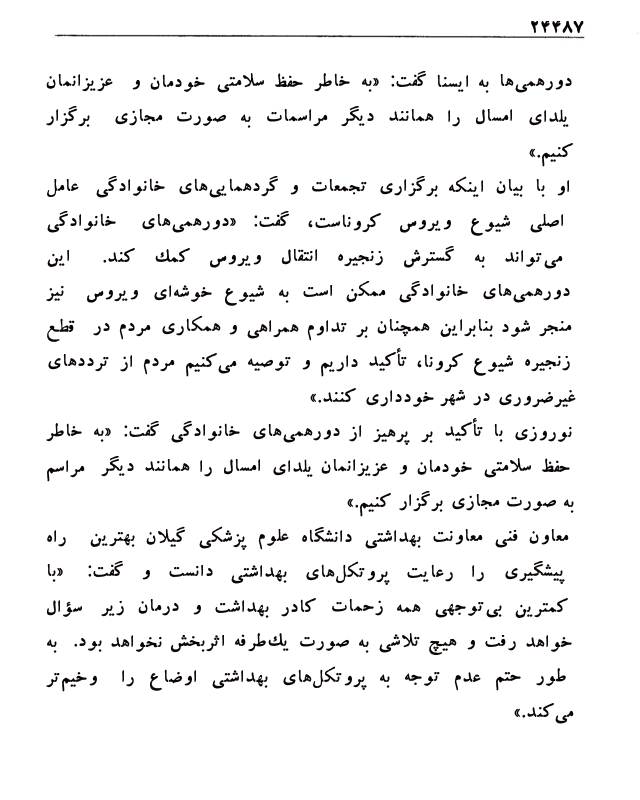 ۲۴۴۸۷
دورهمی‌ها به ایسنا گفت: «به خاطر حفظ سلامتی خودمان و عزیزانمان
یلدای امسال را همانند دیگر مراسمات به صورت مجازی برگزار
کنیم.»
او با بیان اینکه برگزاری تجمعات و گردهمایی‌های خانوادگی عامل
اصلی شیوع ویروس کروناست، گفت: «دورهمی‌های خانوادگی
می‌تواند به گسترش زنجیره انتقال ویروس کمك کند. این
دورهمی‌های خانوادگی ممکن است به شیوع خوشه‌ای ویروس نیز
منجر شود بنابراین همچنان بر تداوم همراهی و همکاری مردم در قطع
زنجیره شیوع کرونا، تأکید داریم و توصیه می‌کنیم مردم از ترددهای
غیرضروری در شهر خودداری کنند.»
نوروزی با تأکید بر پرهیز از دورهمی‌های خانوادگی گفت: «به خاطر
حفظ سلامتی خودمان و عزیزانمان یلدای امسال را همانند دیگر مراسم
به صورت مجازی برگزار کنیم.»
معاون فنی معاونت بهداشتی دانشگاه علوم پزشکی گیلان بهترین راه
پیشگیری را رعایت پروتکل‌های بهداشتی دانست و گفت: «با
کمترین بی‌توجهی همه زحمات کادر بهداشت و درمان زیر سؤال
خواهد رفت و هیچ تلاشی به صورت یك‌طرفه اثربخش نخواهد بود. به
طور حتم عدم توجه به پروتکل‌های بهداشتی اوضاع را وخیم‌تر
می‌کند.»